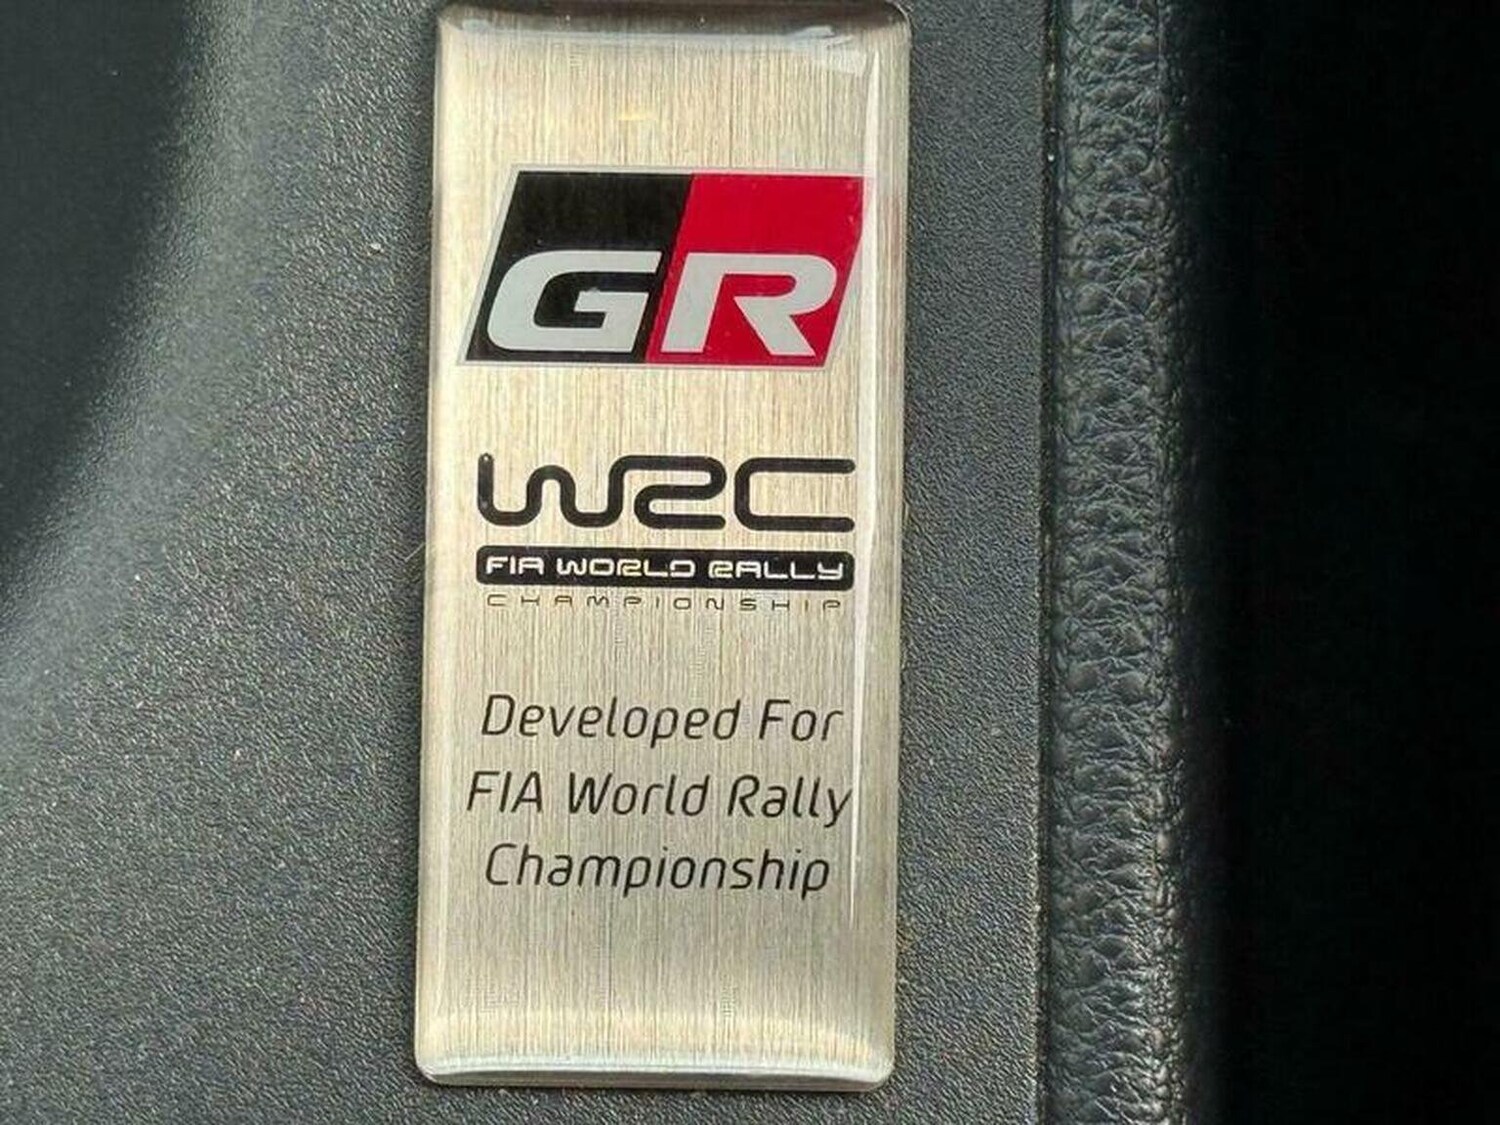 GR
WRC
FIA WORLD RALLY
CHAMPIONSHIP
Developed For
FIA World Rally
Championship